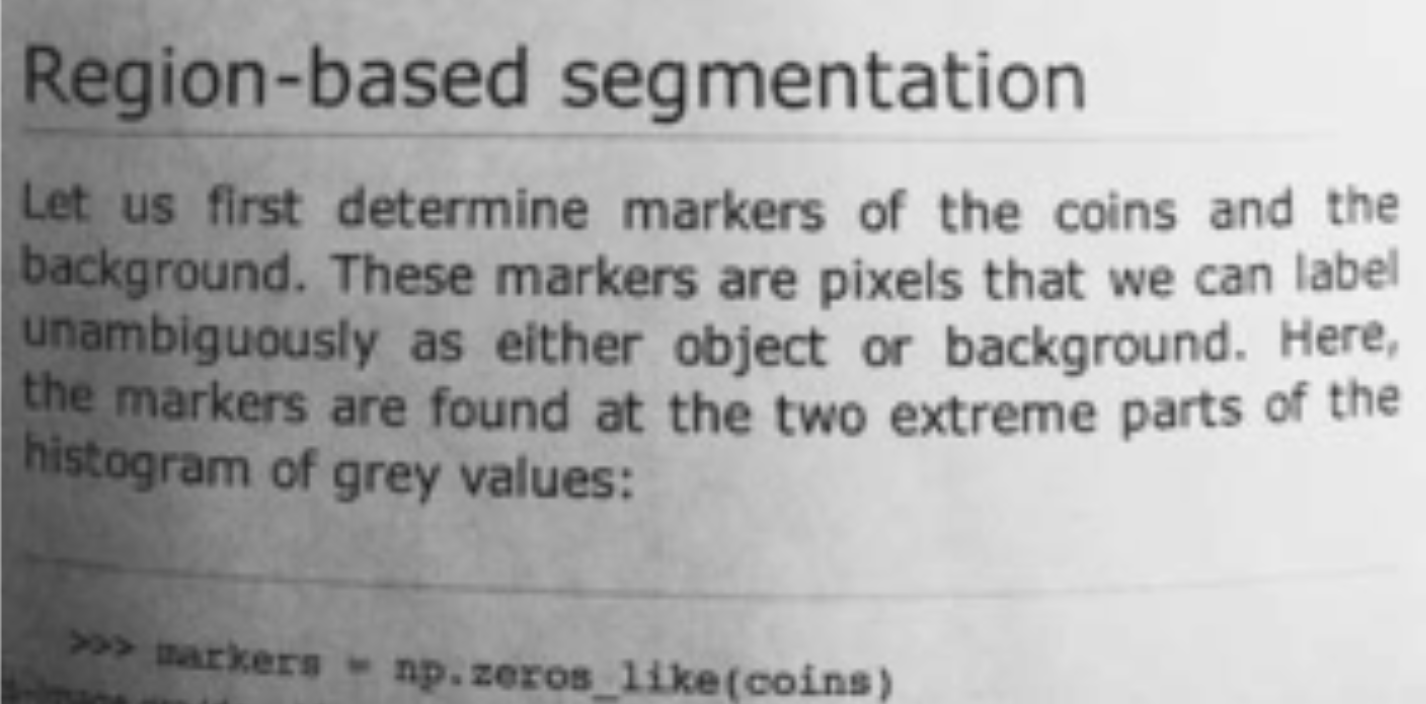 Region-based segmentation
Let us first determine markers of the coins and the
background. These markers are pixels that we can label
unambiguously as either object or background. Here,
the markers are found at the two extreme parts of the
histogram of grey values:
>>> markers = np.zeros_like(coins)